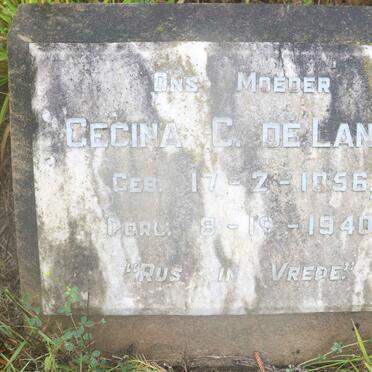 ONS MOEDER
CECINA C. DE LAN
GEB. 17-2-1856.
OORL. 8-10-1940
"RUS IN VREDE."